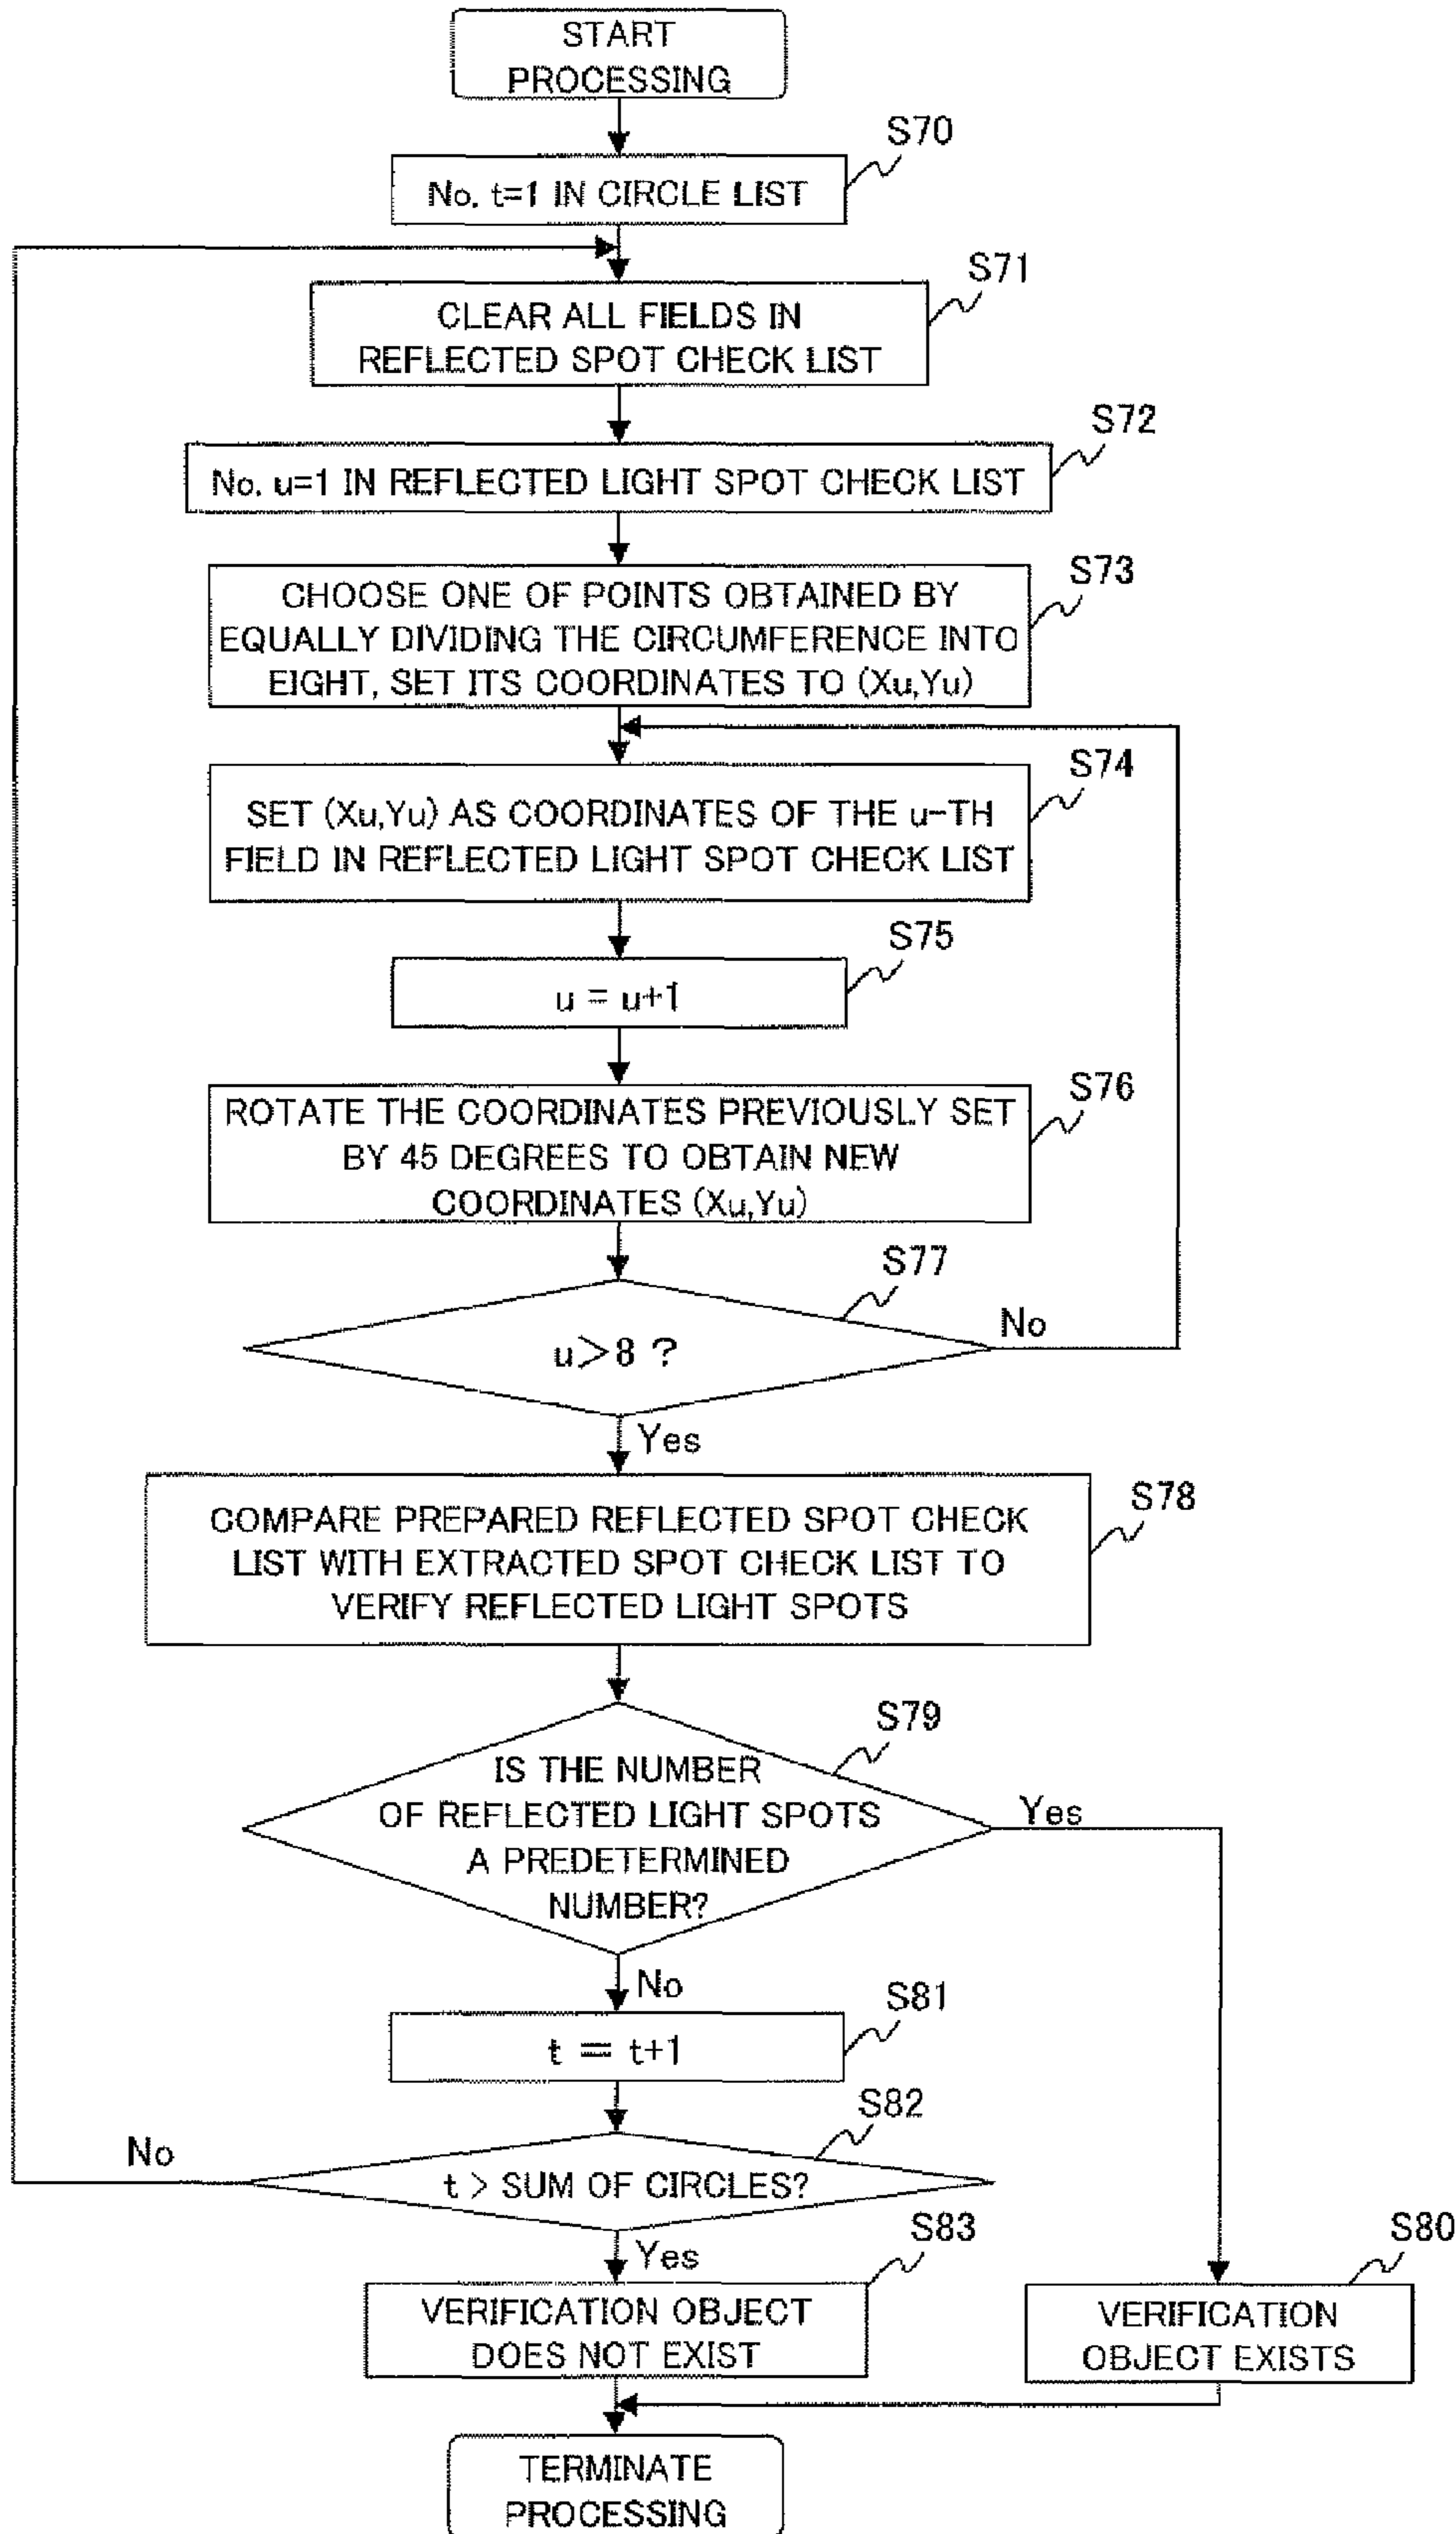 START
PROCESSING
S70
No. t=1 IN CIRCLE LIST
S71
CLEAR ALL FIELDS IN
REFLECTED SPOT CHECK LIST
S72
No. u=1 IN REFLECTED LIGHT SPOT CHECK LIST
S73
CHOOSE ONE OF POINTS OBTAINED BY
EQUALLY DIVIDING THE CIRCUMFERENCE INTO
EIGHT, SET ITS COORDINATES TO (Xu,Yu)
S74
SET (Xu,Yu) AS COORDINATES OF THE u-TH
FIELD IN REFLECTED LIGHT SPOT CHECK LIST
S75
u = u+1
S76
ROTATE THE COORDINATES PREVIOUSLY SET
BY 45 DEGREES TO OBTAIN NEW
COORDINATES (Xu,Yu)
S77
u>8 ?
No
Yes
S78
COMPARE PREPARED REFLECTED SPOT CHECK
LIST WITH EXTRACTED SPOT CHECK LIST TO
VERIFY REFLECTED LIGHT SPOTS
S79
IS THE NUMBER
OF REFLECTED LIGHT SPOTS
A PREDETERMINED
NUMBER?
Yes
No
S81
t = t+1
S82
t > SUM OF CIRCLES?
No
Yes
S83
VERIFICATION OBJECT
DOES NOT EXIST
S80
VERIFICATION
OBJECT EXISTS
TERMINATE
PROCESSING